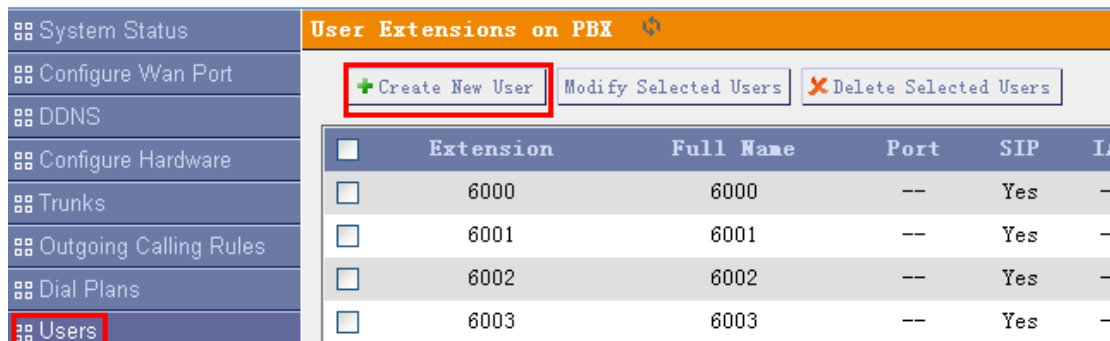 System Status
Configure Wan Port
DDNS
Configure Hardware
Trunks
Outgoing Calling Rules
Dial Plans
Users
User Extensions on PBX
Create New User Modify Selected Users Delete Selected Users
Extension Full Name Port SIP
6000 6000 -- Yes
6001 6001 -- Yes
6002 6002 -- Yes
6003 6003 -- Yes